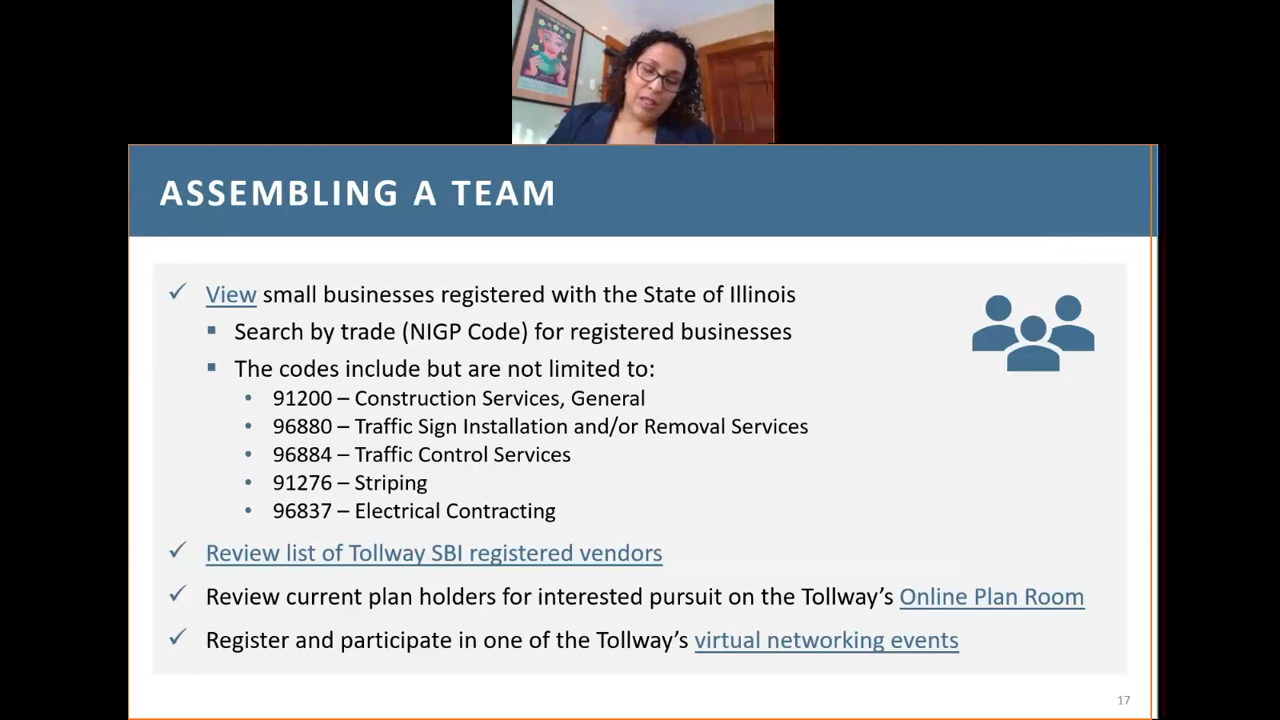 ASSEMBLING A TEAM
✓ View small businesses registered with the State of Illinois
▪ Search by trade (NIGP Code) for registered businesses
▪ The codes include but are not limited to:
• 91200 – Construction Services, General
• 96880 – Traffic Sign Installation and/or Removal Services
• 96884 – Traffic Control Services
• 91276 – Striping
• 96837 – Electrical Contracting
✓ Review list of Tollway SBI registered vendors
✓ Review current plan holders for interested pursuit on the Tollway’s Online Plan Room
✓ Register and participate in one of the Tollway’s virtual networking events
17